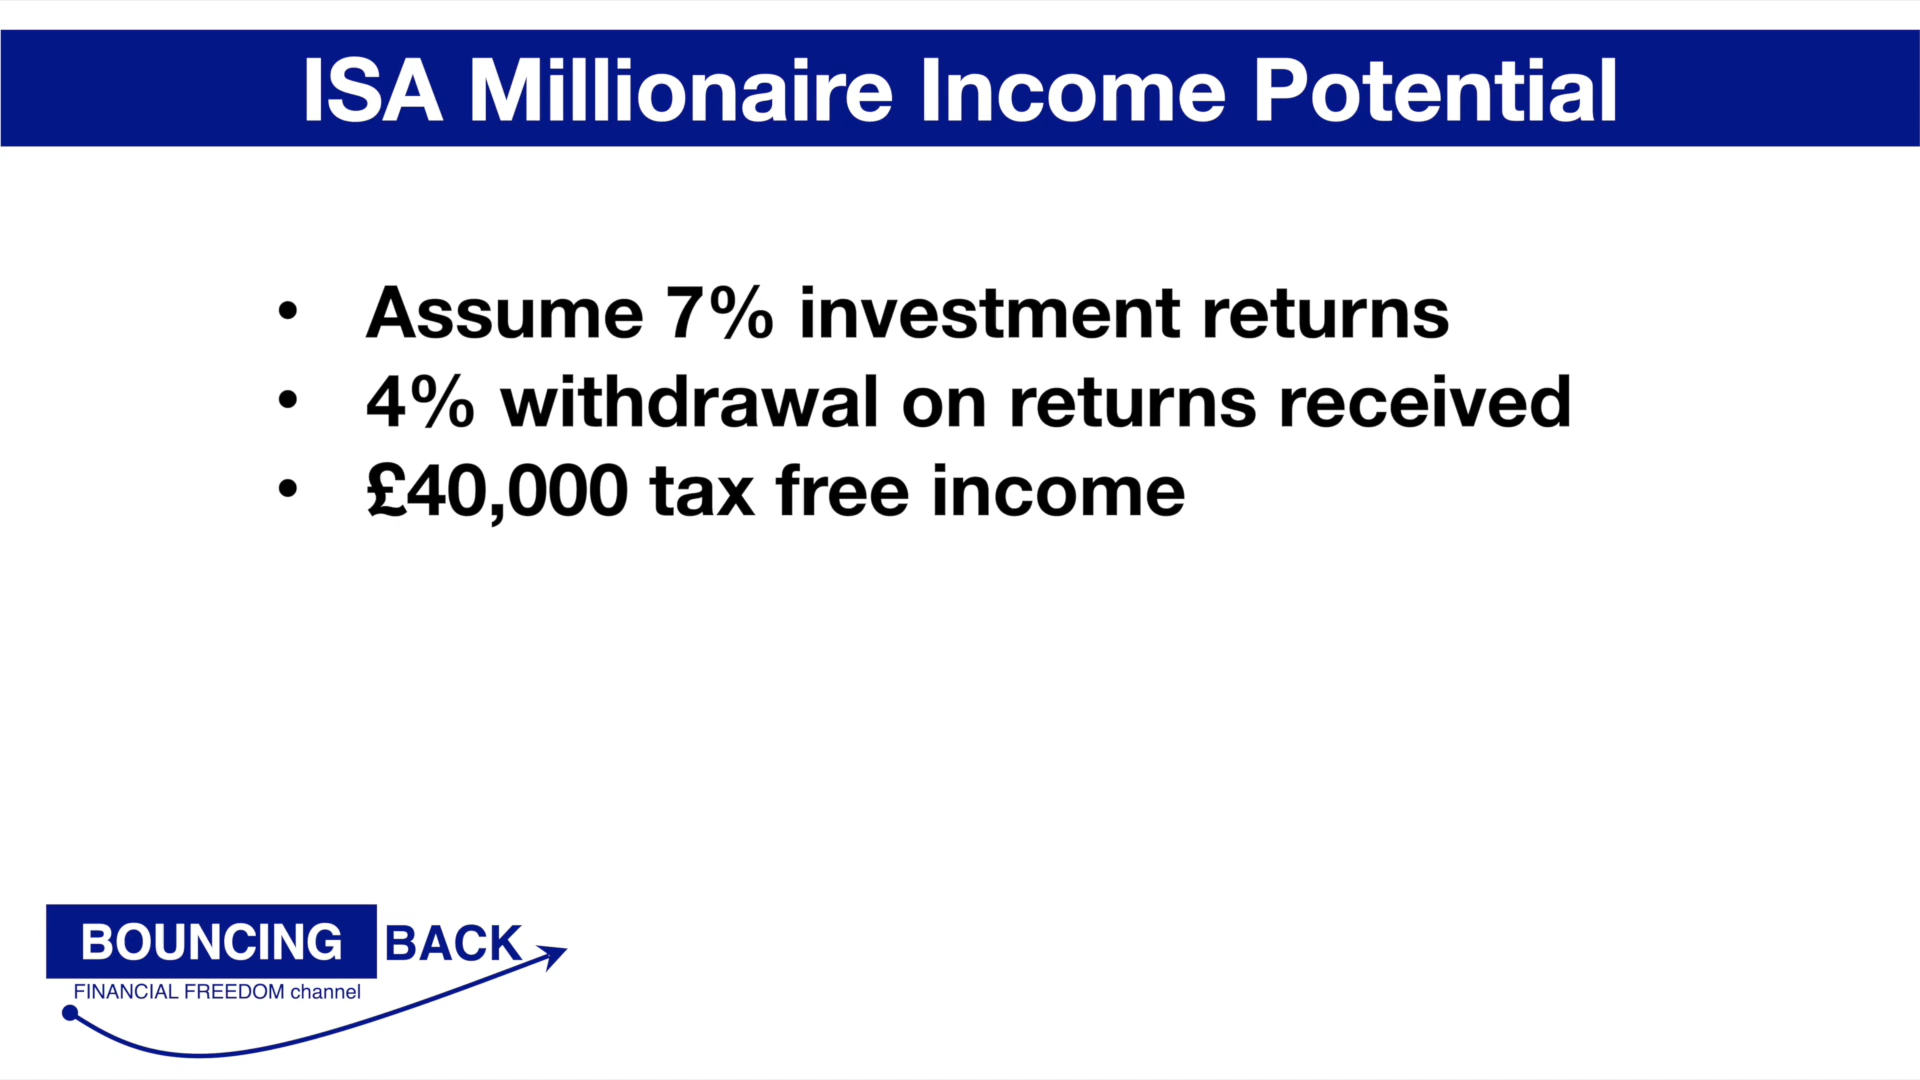 ISA Millionaire Income Potential
• Assume 7% investment returns
• 4% withdrawal on returns received
• £40,000 tax free income
BOUNCING BACK
FINANCIAL FREEDOM channel